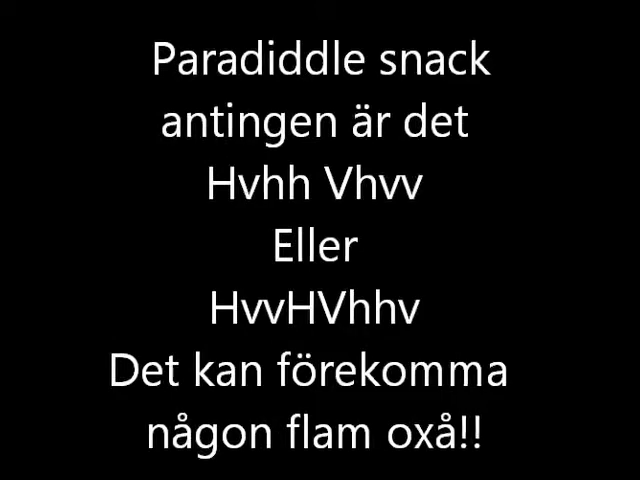 Paradiddle snack
antingen är det
Hvhh Vhvv
Eller
HvvHVhhv
Det kan förekomma
någon flam oxå!!